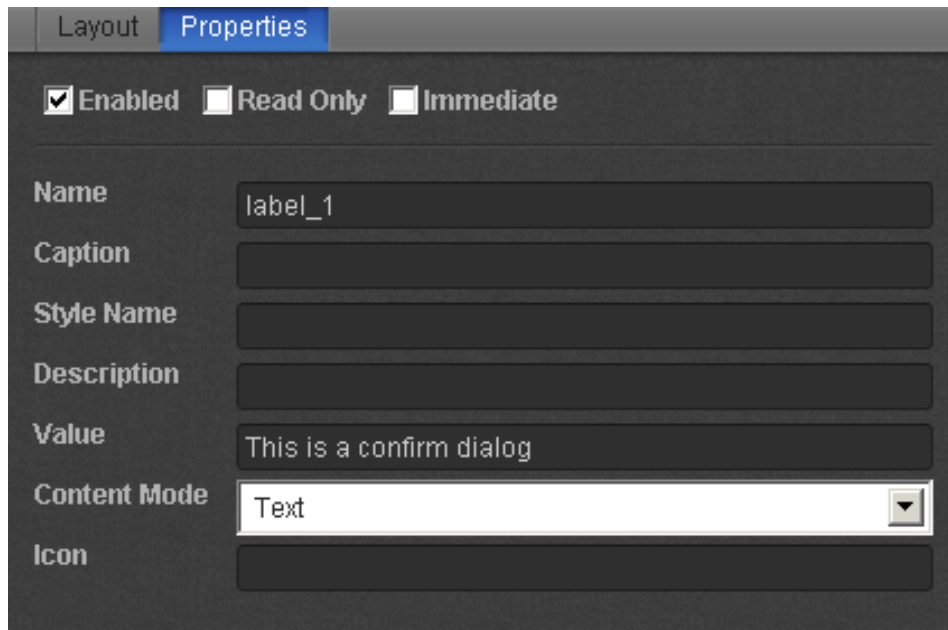 Layout Properties
Enabled Read Only Immediate
Name label_1
Caption
Style Name
Description
Value This is a confirm dialog
Content Mode Text
Icon